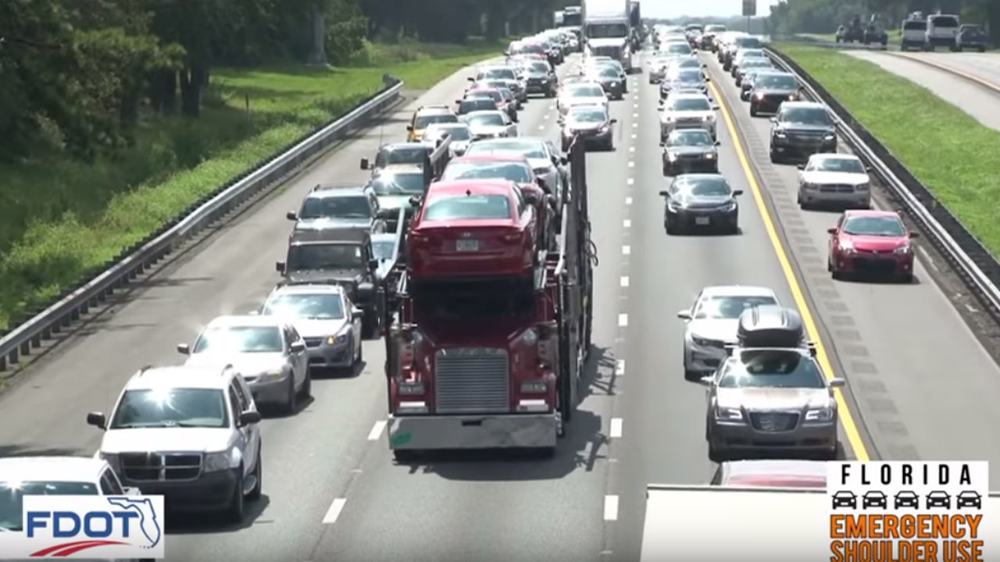 FDOT
FLORIDA
EMERGENCY
SHOULDER USE